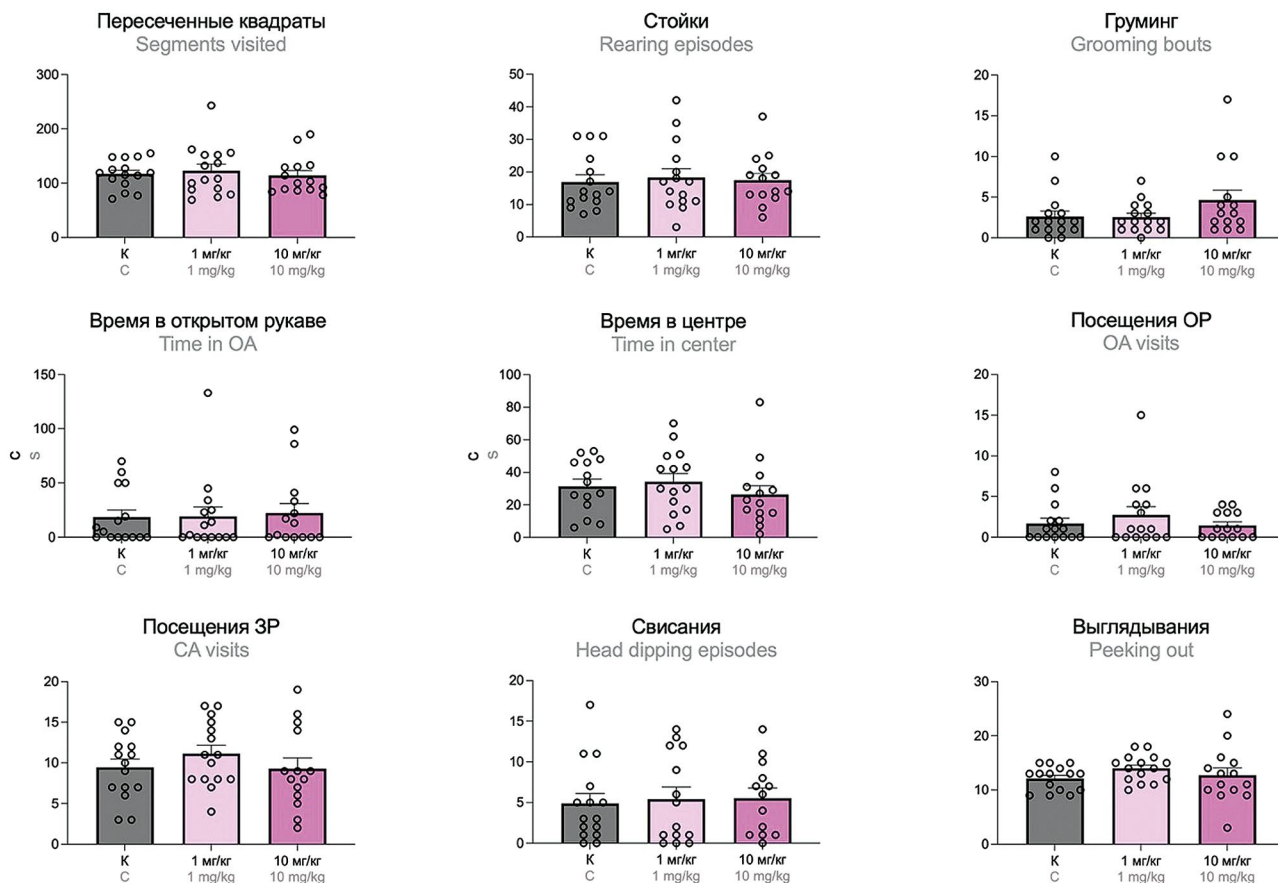 Пересеченные квадраты
Segments visited
300
200
100
0
К
C
1 мг/кг
1 mg/kg
10 мг/кг
10 mg/kg
Стойки
Rearing episodes
50
40
30
20
10
0
К
C
1 мг/кг
1 mg/kg
10 мг/кг
10 mg/kg
Груминг
Grooming bouts
20
15
10
5
0
К
C
1 мг/кг
1 mg/kg
10 мг/кг
10 mg/kg
Время в открытом рукаве
Time in OA
150
100
50
0
с
s
К
C
1 мг/кг
1 mg/kg
10 мг/кг
10 mg/kg
Время в центре
Time in center
100
80
60
40
20
0
с
s
К
C
1 мг/кг
1 mg/kg
10 мг/кг
10 mg/kg
Посещения ОР
OA visits
20
15
10
5
0
К
C
1 мг/кг
1 mg/kg
10 мг/кг
10 mg/kg
Посещения ЗР
CA visits
20
15
10
5
0
К
C
1 мг/кг
1 mg/kg
10 мг/кг
10 mg/kg
Свисания
Head dipping episodes
20
15
10
5
0
К
C
1 мг/кг
1 mg/kg
10 мг/кг
10 mg/kg
Выглядывания
Peeking out
30
20
10
0
К
C
1 мг/кг
1 mg/kg
10 мг/кг
10 mg/kg